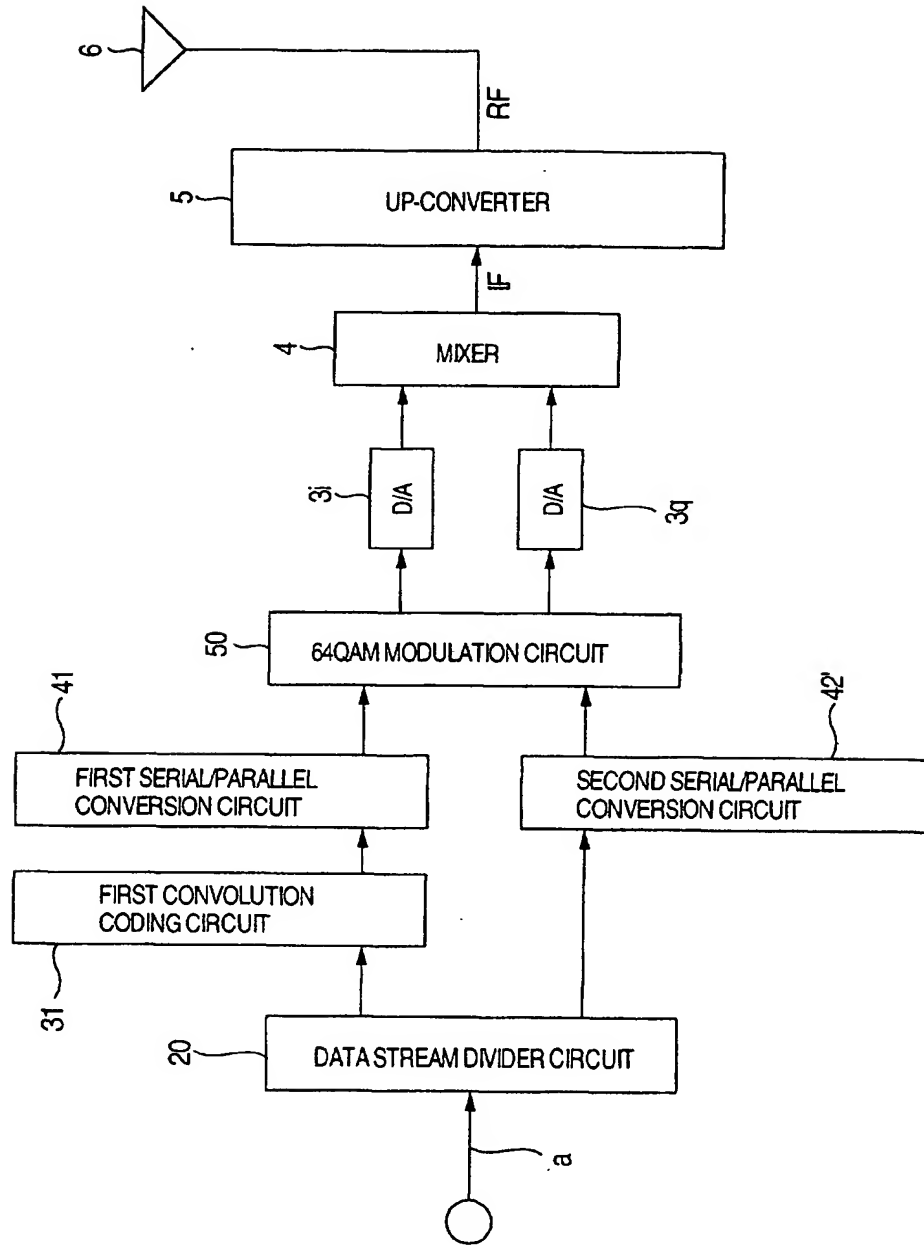 a
20
DATA STREAM DIVIDER CIRCUIT
31
FIRST CONVOLUTION
CODING CIRCUIT
41
FIRST SERIAL/PARALLEL
CONVERSION CIRCUIT
42'
SECOND SERIAL/PARALLEL
CONVERSION CIRCUIT
50
64QAM MODULATION CIRCUIT
3i
D/A
3q
D/A
4
MIXER
IF
5
UP-CONVERTER
RF
6